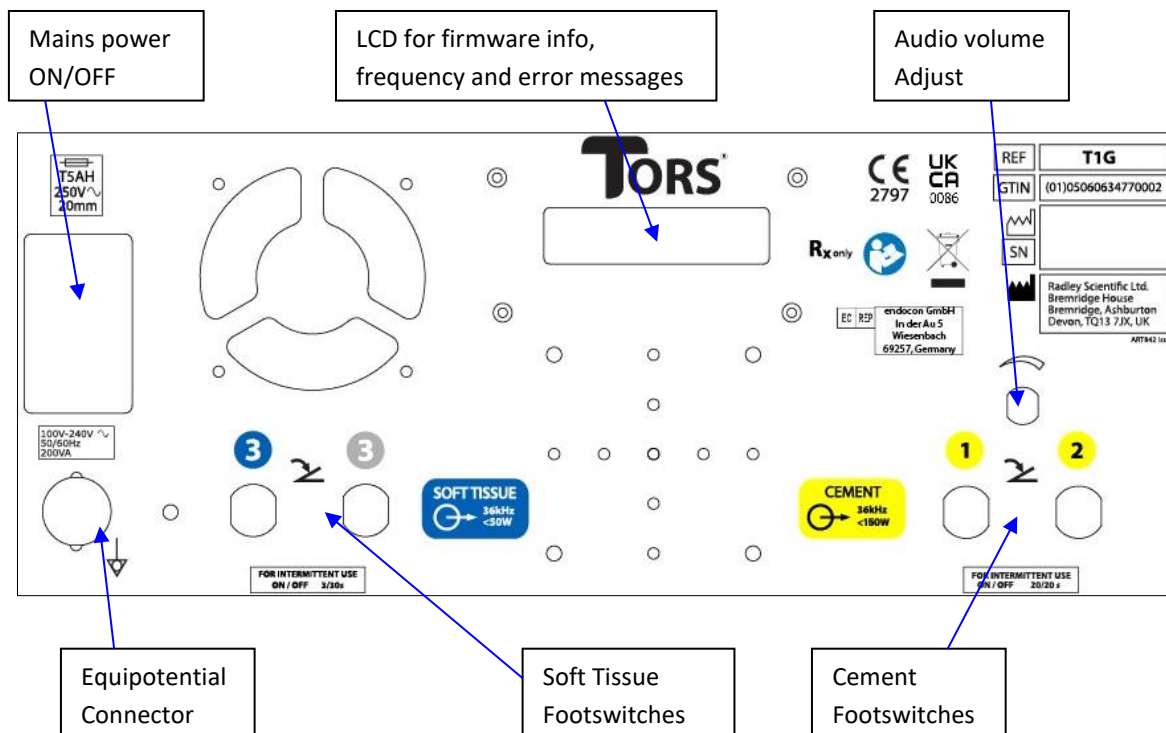 Mains power
ON/OFF
LCD for firmware info,
frequency and error messages
Audio volume
Adjust
T5AH
250V
20mm
TORS®
CE
2797
UK
CA
0086
REF
T1G
GTIN
(01)05060634770002
SN
Rx only
EC REP
endocon GmbH
In der Au 5
Wiesenbach
69257, Germany
Radley Scientific Ltd.
Bremridge House
Bremridge, Ashburton
Devon, TQ13 7JX, UK
ART842
100V-240V
50/60Hz
200VA
3
3
SOFT TISSUE
36kHz
<50W
CEMENT
36kHz
<150W
1
2
FOR INTERMITTENT USE
ON / OFF 3/30s
FOR INTERMITTENT USE
ON / OFF 20/20 s
Equipotential
Connector
Soft Tissue
Footswitches
Cement
Footswitches